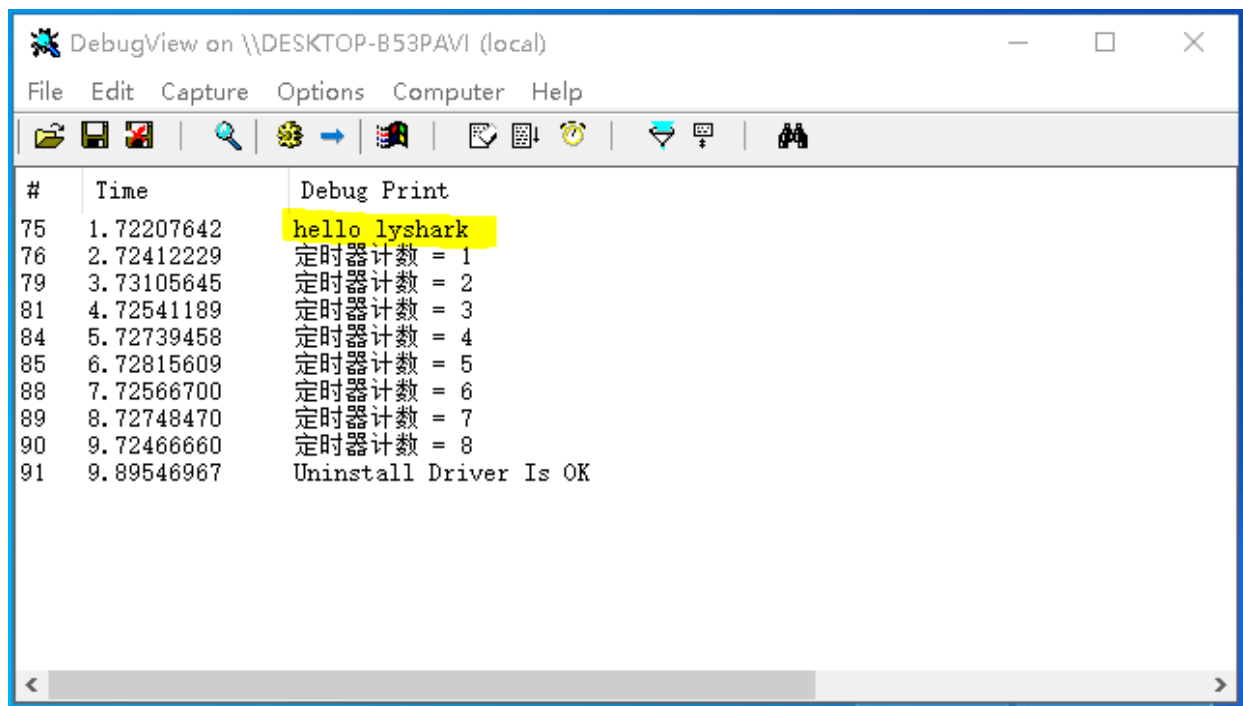 DebugView on \\DESKTOP-B53PAVI (local)
File Edit Capture Options Computer Help
# Time Debug Print
75 1.72207642 hello lyshark
76 2.72412229 定时器计数 = 1
79 3.73105645 定时器计数 = 2
81 4.72541189 定时器计数 = 3
84 5.72739458 定时器计数 = 4
85 6.72815609 定时器计数 = 5
88 7.72566700 定时器计数 = 6
89 8.72748470 定时器计数 = 7
90 9.72466660 定时器计数 = 8
91 9.89546967 Uninstall Driver Is OK